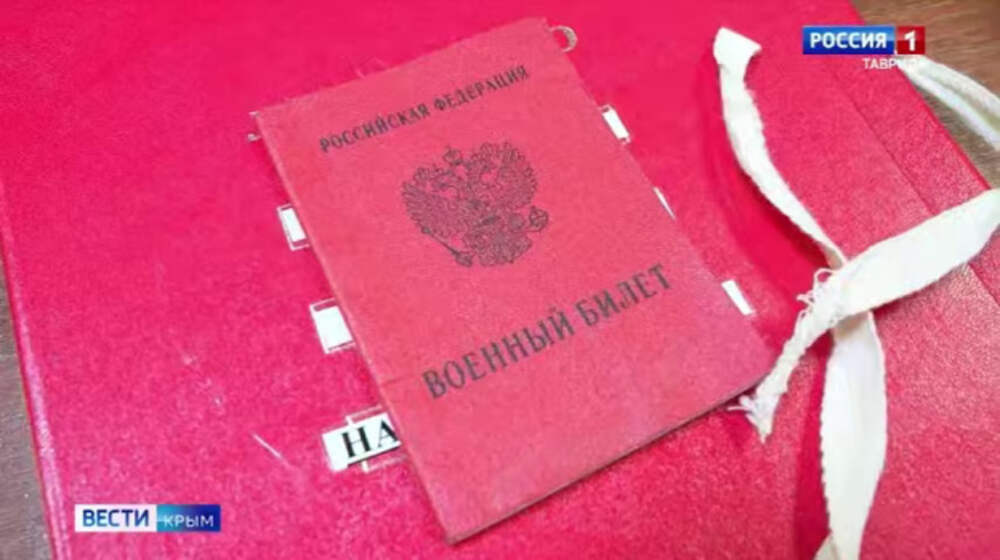 РОССИЯ 1
РОССИЙСКАЯ ФЕДЕРАЦИЯ
ВОЕННЫЙ БИЛЕТ
НА
ВЕСТИ КРЫМ